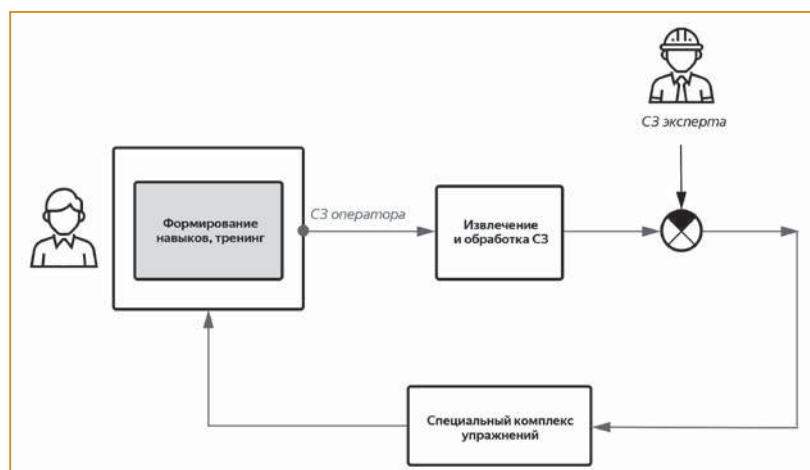 СЗ эксперта
Формирование
навыков, тренинг
СЗ оператора
Извлечение
и обработка СЗ
Специальный комплекс
упражнений